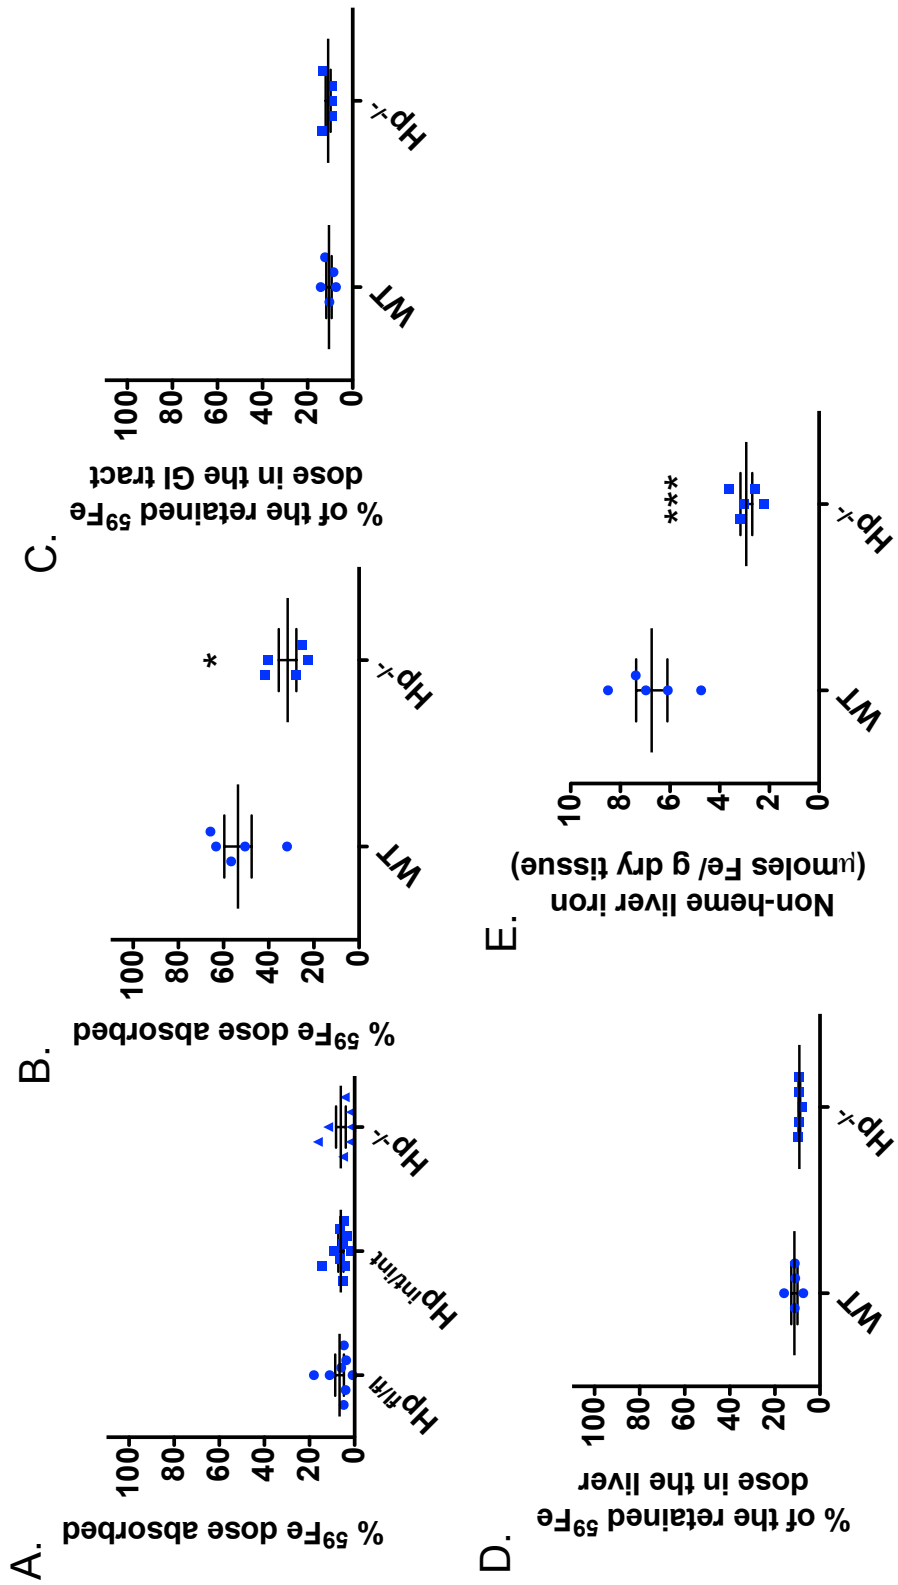 A.
% ⁵⁹Fe dose absorbed
100
80
60
40
20
0
Hpfl/fl
Hpint/int
Hp-/-
B.
% ⁵⁹Fe dose absorbed
100
80
60
40
20
0
*
WT
Hp-/-
C.
% of the retained ⁵⁹Fe
dose in the GI tract
100
80
60
40
20
0
WT
Hp-/-
D.
% of the retained ⁵⁹Fe
dose in the liver
100
80
60
40
20
0
WT
Hp-/-
E.
Non-heme liver iron
(μmoles Fe/ g dry tissue)
10
8
6
4
2
0
***
WT
Hp-/-